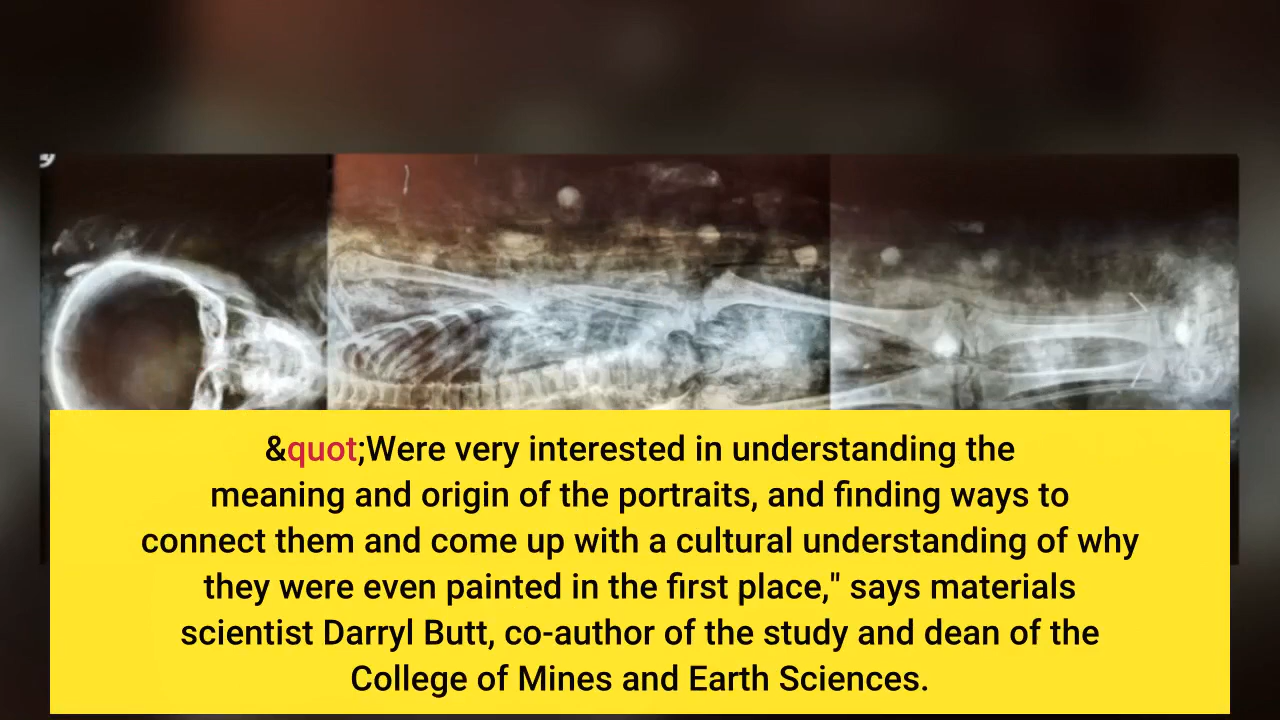 &quot;Were very interested in understanding the
meaning and origin of the portraits, and finding ways to
connect them and come up with a cultural understanding of why
they were even painted in the first place," says materials
scientist Darryl Butt, co-author of the study and dean of the
College of Mines and Earth Sciences.